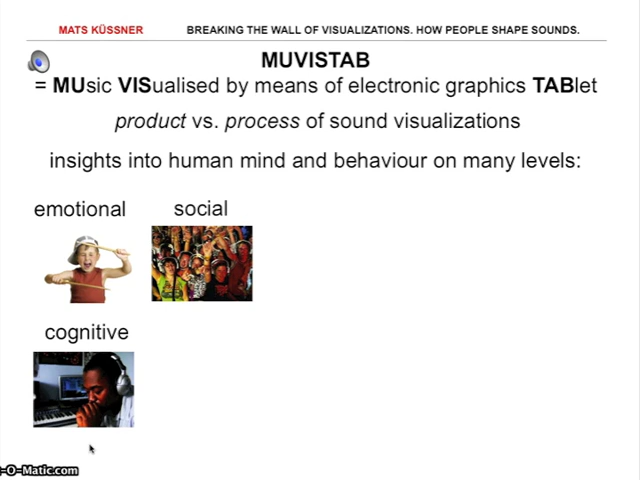 MATS KÜSSNER BREAKING THE WALL OF VISUALIZATIONS. HOW PEOPLE SHAPE SOUNDS.
MUVISTAB
= MUsic VISualised by means of electronic graphics TABlet
product vs. process of sound visualizations
insights into human mind and behaviour on many levels:
emotional social
cognitive
-O-Matic.com